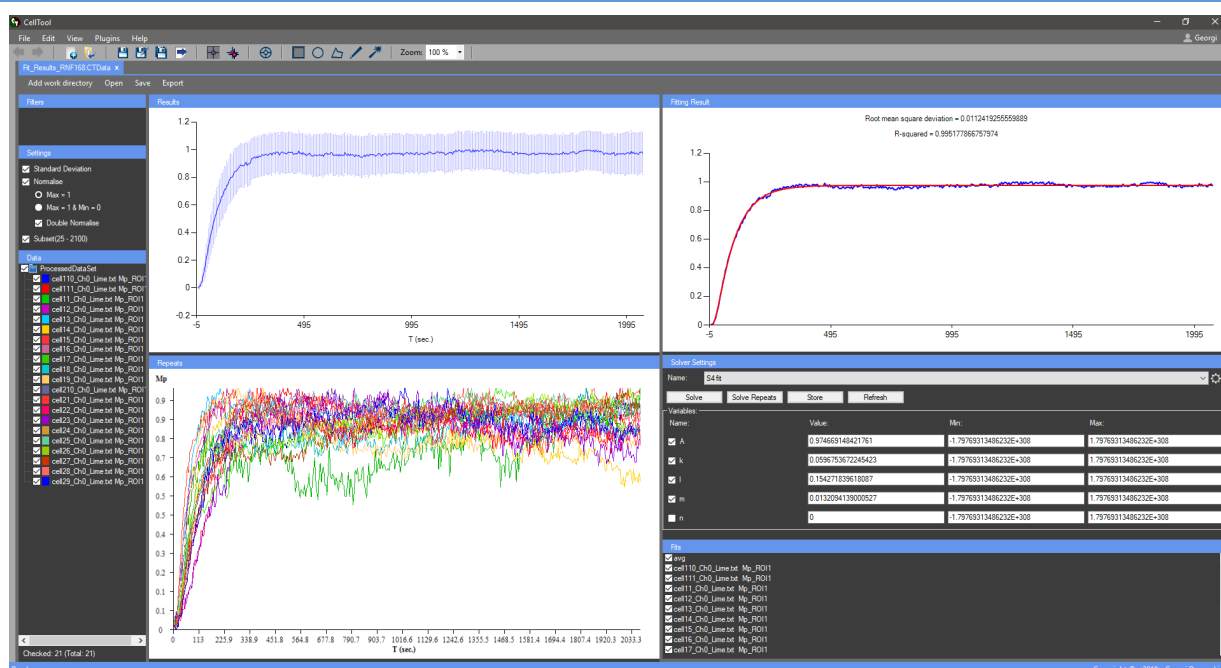 CellTool
File Edit View Plugins Help
Georgi
Zoom: 100 %
Fit_Results_RNF168.CTData x
Add work directory Open Save Export
Filters
Settings
Standard Deviation
Normalise
Max = 1
Max = 1 & Min = 0
Double Normalise
Subset(25 - 2100)
Data
ProcessedDataSet
cell110_Ch0_Lime.txt Mp_ROI1
cell111_Ch0_Lime.txt Mp_ROI1
cell11_Ch0_Lime.txt Mp_ROI1
cell12_Ch0_Lime.txt Mp_ROI1
cell13_Ch0_Lime.txt Mp_ROI1
cell14_Ch0_Lime.txt Mp_ROI1
cell15_Ch0_Lime.txt Mp_ROI1
cell16_Ch0_Lime.txt Mp_ROI1
cell17_Ch0_Lime.txt Mp_ROI1
cell18_Ch0_Lime.txt Mp_ROI1
cell19_Ch0_Lime.txt Mp_ROI1
cell210_Ch0_Lime.txt Mp_ROI1
cell21_Ch0_Lime.txt Mp_ROI1
cell22_Ch0_Lime.txt Mp_ROI1
cell23_Ch0_Lime.txt Mp_ROI1
cell24_Ch0_Lime.txt Mp_ROI1
cell25_Ch0_Lime.txt Mp_ROI1
cell26_Ch0_Lime.txt Mp_ROI1
cell27_Ch0_Lime.txt Mp_ROI1
cell28_Ch0_Lime.txt Mp_ROI1
cell29_Ch0_Lime.txt Mp_ROI1
Checked: 21 (Total: 21)
Results
1.2
1
0.8
0.6
0.4
0.2
0
-0.2
-5 495 995 1495 1995
T (sec.)
Repeats
Mp
0.9
0.9
0.8
0.7
0.7
0.6
0.5
0.5
0.4
0.3
0.3
0.2
0.1
0.1
0
0 113 225.9 338.9 451.8 564.8 677.8 790.7 903.7 1016.6 1129.6 1242.6 1355.5 1468.5 1581.4 1694.4 1807.4 1920.3 2033.3
T (sec.)
Fitting Result
Root mean square deviation = 0.0112419255559889
R-squared = 0.995177866757974
1.2
1
0.8
0.6
0.4
0.2
0
-5 495 995 1495 1995
Solver Settings
Name: S4 fit
Solve Solve Repeats Store Refresh
Variables:
Name: Value: Min: Max:
A 0.974669148421761 -1.79769313486232E+308 1.79769313486232E+308
k 0.0596753672245423 -1.79769313486232E+308 1.79769313486232E+308
l 0.154271839618087 -1.79769313486232E+308 1.79769313486232E+308
m 0.0132094139000527 -1.79769313486232E+308 1.79769313486232E+308
n 0 -1.79769313486232E+308 1.79769313486232E+308
Fits
avg
cell110_Ch0_Lime.txt Mp_ROI1
cell111_Ch0_Lime.txt Mp_ROI1
cell11_Ch0_Lime.txt Mp_ROI1
cell12_Ch0_Lime.txt Mp_ROI1
cell13_Ch0_Lime.txt Mp_ROI1
cell14_Ch0_Lime.txt Mp_ROI1
cell15_Ch0_Lime.txt Mp_ROI1
cell16_Ch0_Lime.txt Mp_ROI1
cell17_Ch0_Lime.txt Mp_ROI1